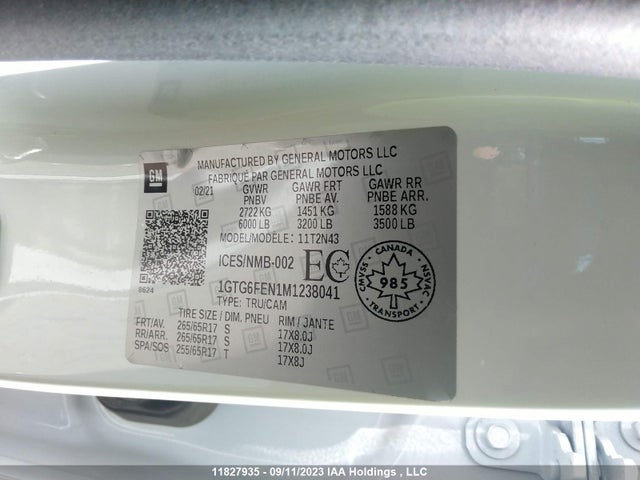 MANUFACTURED BY GENERAL MOTORS LLC
FABRIQUÉ PAR GENERAL MOTORS LLC
GM
02/21 GVWR GAWR FRT GAWR RR
PNBV PNBE AV. PNBE ARR.
2722 KG 1451 KG 1588 KG
6000 LB 3200 LB 3500 LB
MODEL/MODELE: 11T2N43
8624
ICES/NMB-002 EC
CANADA
CMVSS 985 NSVAC
1GTG6FEN1M1238041
TYPE: TRU/CAM
TIRE SIZE / DIM. PNEU RIM / JANTE
FRT/AV. 265/65R17 S 17X8.0J
RR/ARR. 265/65R17 S 17X8.0J
SPA/SOS 255/65R17 T 17X8J
11827935 - 09/11/2023 IAA Holdings , LLC